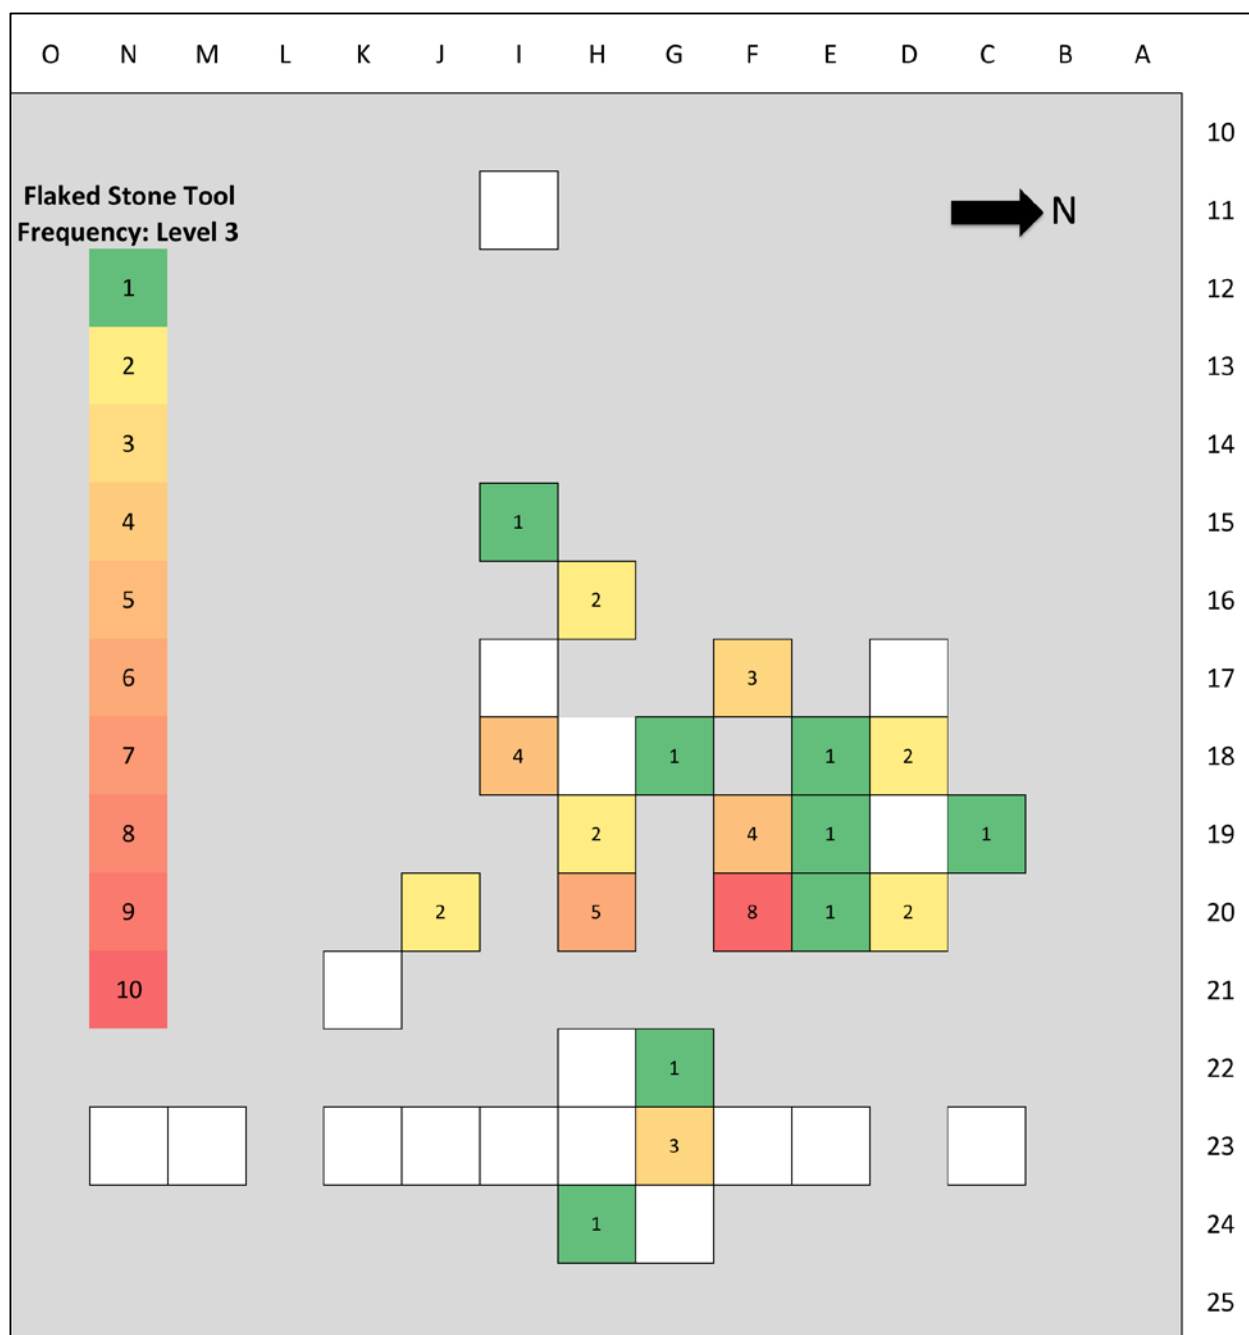 O N M L K J I H G F E D C B A
10
Flaked Stone Tool
Frequency: Level 3
N 11
1 12
2 13
3 14
4 1 15
5 2 16
6 3 17
7 4 1 1 2 18
8 2 4 1 1 19
9 2 5 8 1 2 20
10 21
1 22
3 23
1 24
25